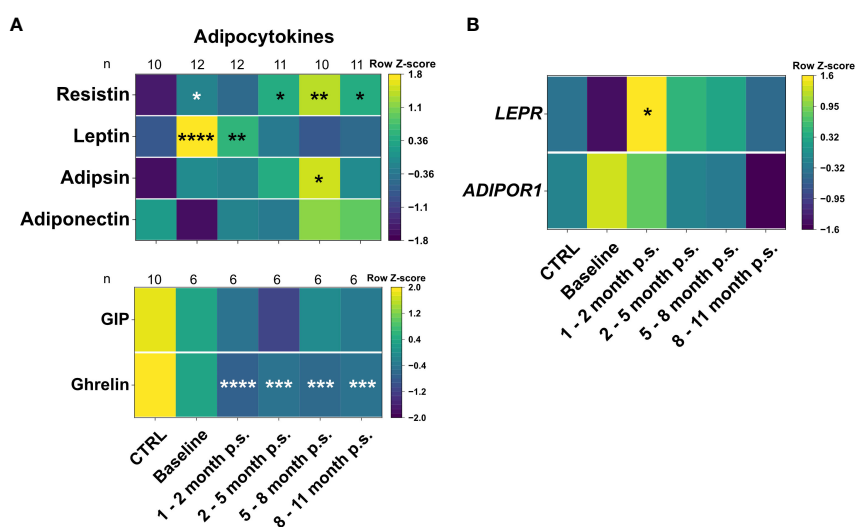 A
Adipocytokines
n 10 12 12 11 10 11 Row Z-score
Resistin * * ** *
Leptin **** **
Adipsin *
Adiponectin
1.8
1.1
0.36
−0.36
−1.1
−1.8
n 10 6 6 6 6 6 Row Z-score
GIP
Ghrelin **** *** *** ***
2.0
1.2
0.4
−0.4
−1.2
−2.0
CTRL
Baseline
1 - 2 month p.s.
2 - 5 month p.s.
5 - 8 month p.s.
8 - 11 month p.s.
B
Row Z-score
LEPR *
ADIPOR1
1.6
0.95
0.32
−0.32
−0.95
−1.6
CTRL
Baseline
1 - 2 month p.s.
2 - 5 month p.s.
5 - 8 month p.s.
8 - 11 month p.s.